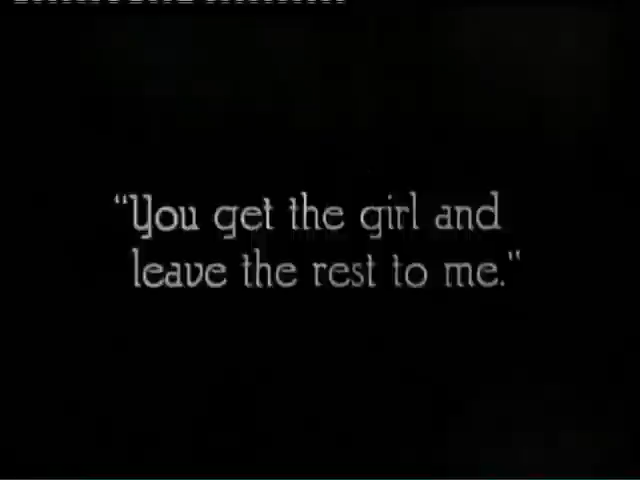 "You get the girl and
leave the rest to me."